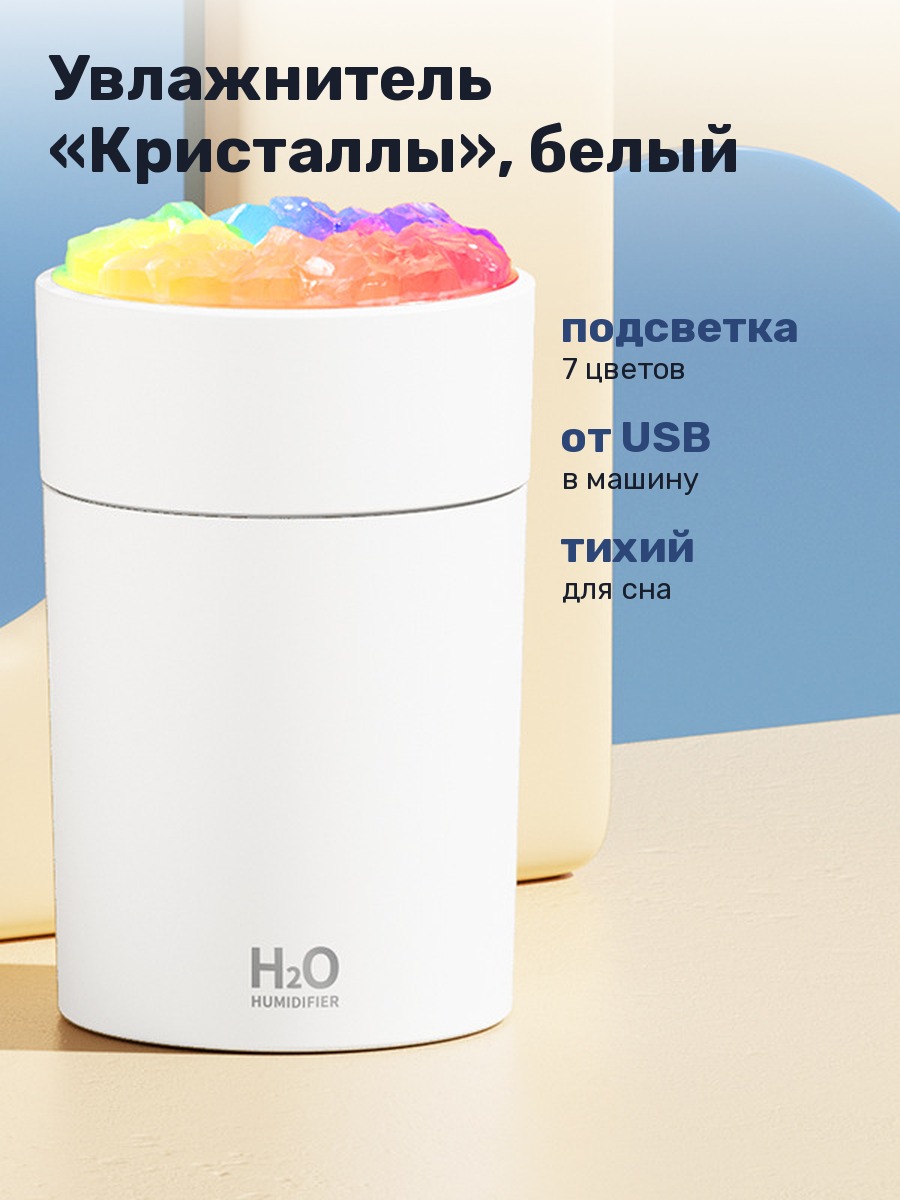 Увлажнитель
«Кристаллы», белый
подсветка
7 цветов
от USB
в машину
тихий
для сна
H2O
HUMIDIFIER